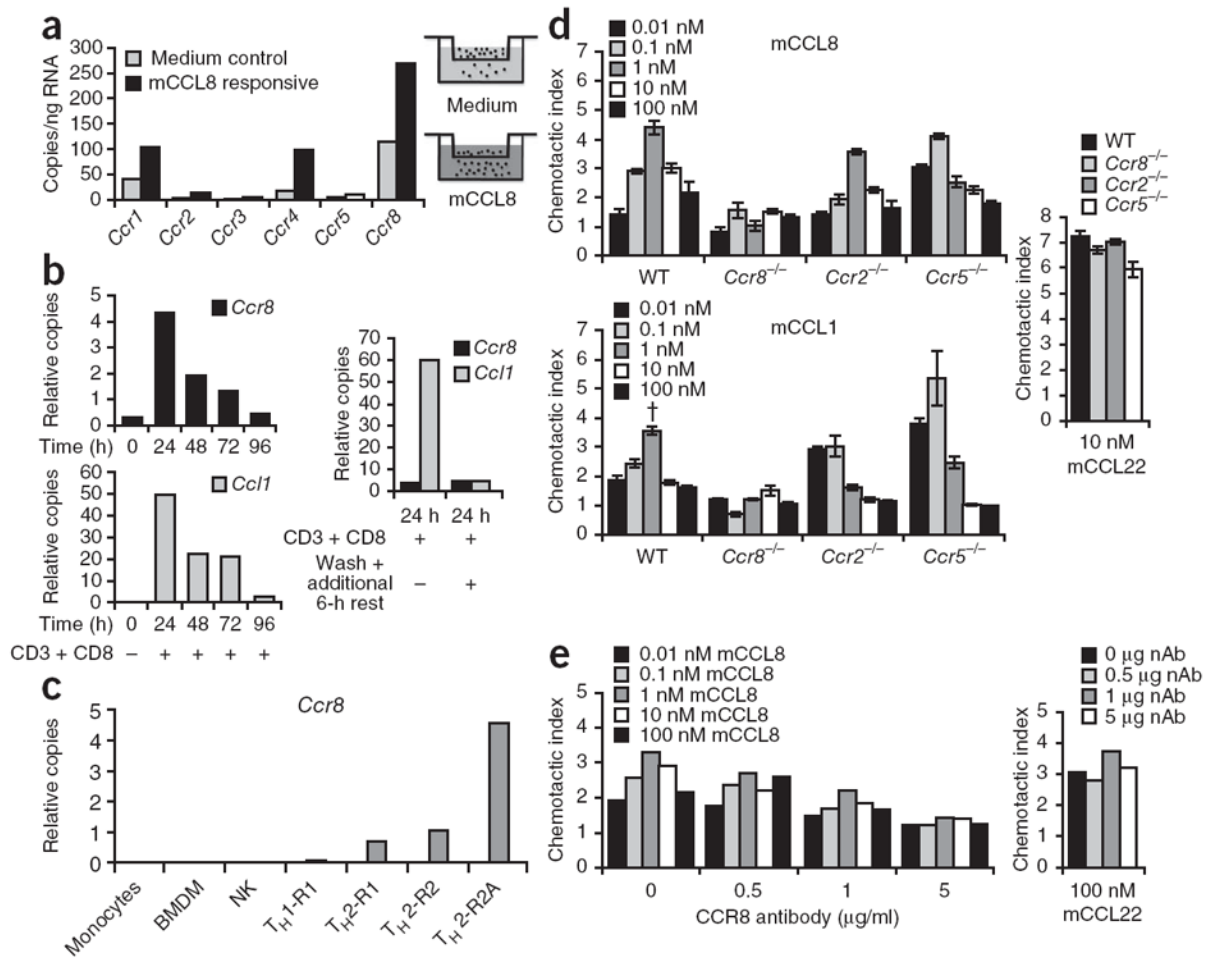 a
300
250
200
150
100
50
0
Copies/ng RNA
Medium control
mCCL8 responsive
Ccr1
Ccr2
Ccr3
Ccr4
Ccr5
Ccr8
Medium
mCCL8
b
5
4
3
2
1
0
Relative copies
Ccr8
Time (h) 0 24 48 72 96
60
50
40
30
20
10
0
Relative copies
Ccl1
Time (h) 0 24 48 72 96
CD3 + CD8 – + + + +
70
60
50
40
30
20
10
0
Relative copies
Ccr8
Ccl1
24 h 24 h
CD3 + CD8 + +
Wash +
additional – +
6-h rest
c
Ccr8
5
4
3
2
1
0
Relative copies
Monocytes
BMDM
NK
TH1-R1
TH2-R1
TH 2-R2
TH 2-R2A
d
0.01 nM
0.1 nM
1 nM
10 nM
100 nM
mCCL8
7
6
5
4
3
2
1
0
Chemotactic index
WT Ccr8–/– Ccr2–/– Ccr5–/–
0.01 nM
0.1 nM
1 nM
10 nM
100 nM
mCCL1
†
7
6
5
4
3
2
1
0
Chemotactic index
WT Ccr8–/– Ccr2–/– Ccr5–/–
WT
Ccr8–/–
Ccr2–/–
Ccr5–/–
8
7
6
5
4
3
2
1
0
Chemotactic index
10 nM
mCCL22
e
0.01 nM mCCL8
0.1 nM mCCL8
1 nM mCCL8
10 nM mCCL8
100 nM mCCL8
5
4
3
2
1
0
Chemotactic index
0 0.5 1 5
CCR8 antibody (µg/ml)
0 µg nAb
0.5 µg nAb
1 µg nAb
5 µg nAb
5
4
3
2
1
0
Chemotactic index
100 nM
mCCL22